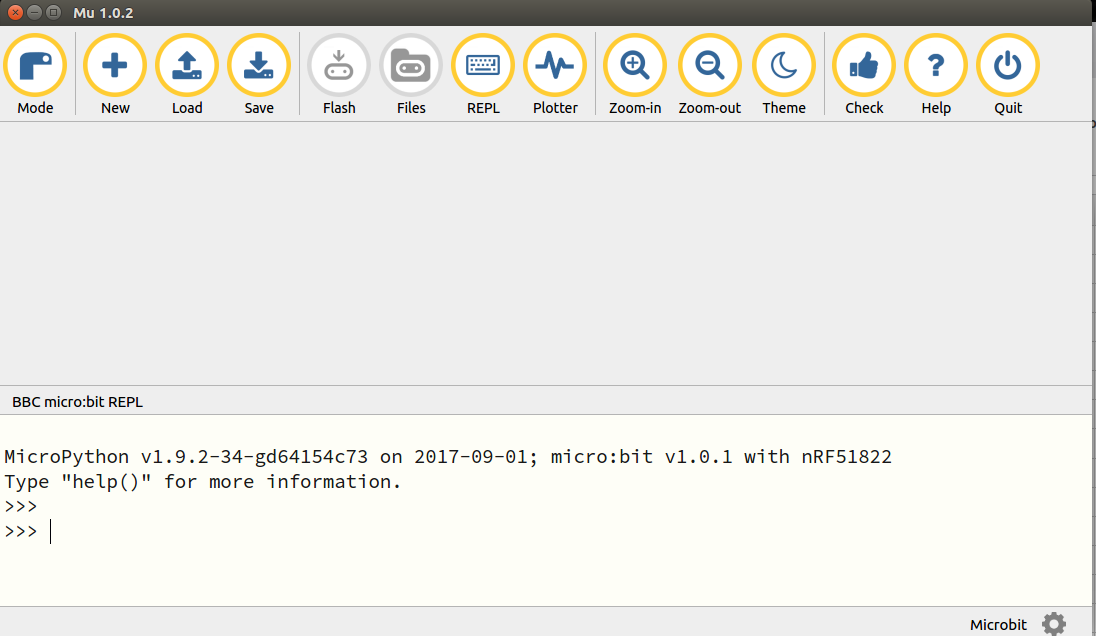 Mu 1.0.2
Mode New Load Save Flash Files REPL Plotter Zoom-in Zoom-out Theme Check Help Quit
BBC micro:bit REPL
MicroPython v1.9.2-34-gd64154c73 on 2017-09-01; micro:bit v1.0.1 with nRF51822
Type "help()" for more information.
>>>
>>>
Microbit